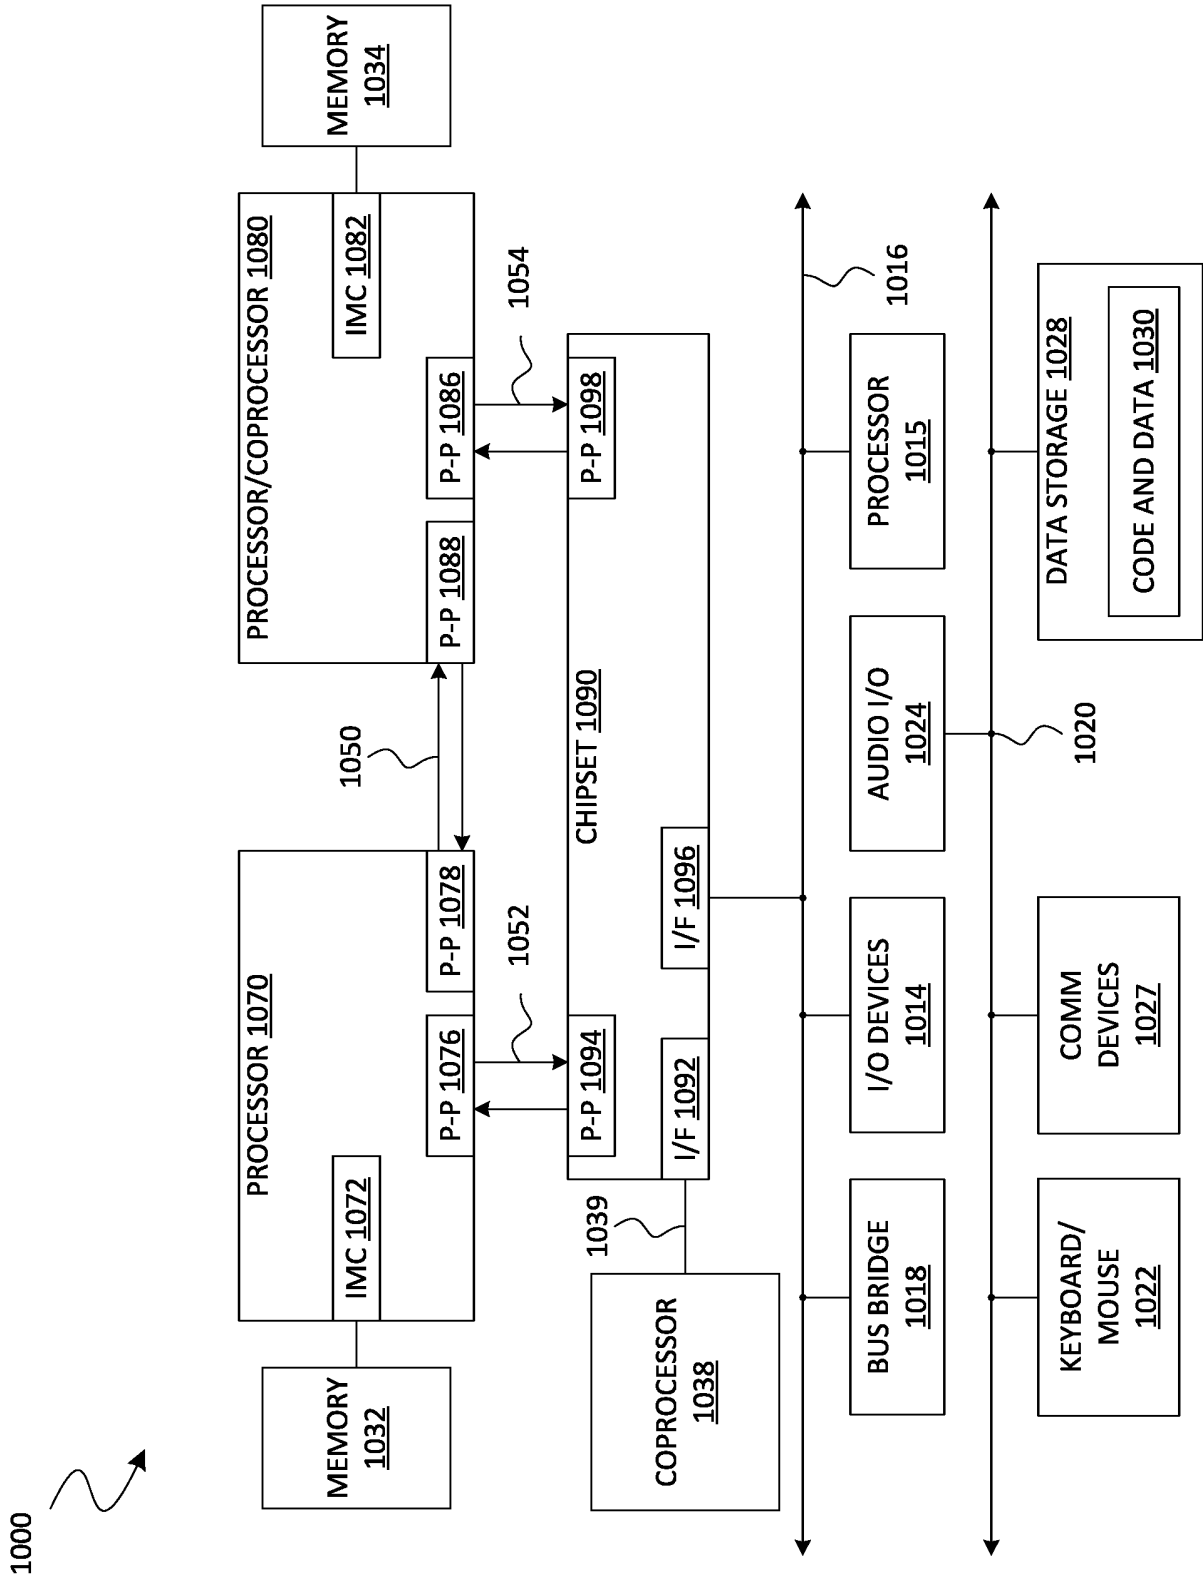 1000
MEMORY
1032
PROCESSOR 1070
IMC 1072
P-P 1076
P-P 1078
1050
PROCESSOR/COPROCESSOR 1080
IMC 1082
P-P 1088
P-P 1086
MEMORY
1034
1052
1054
COPROCESSOR
1038
1039
CHIPSET 1090
P-P 1094
P-P 1098
I/F 1092
I/F 1096
1016
BUS BRIDGE
1018
I/O DEVICES
1014
AUDIO I/O
1024
PROCESSOR
1015
1020
KEYBOARD/
MOUSE
1022
COMM
DEVICES
1027
DATA STORAGE 1028
CODE AND DATA 1030